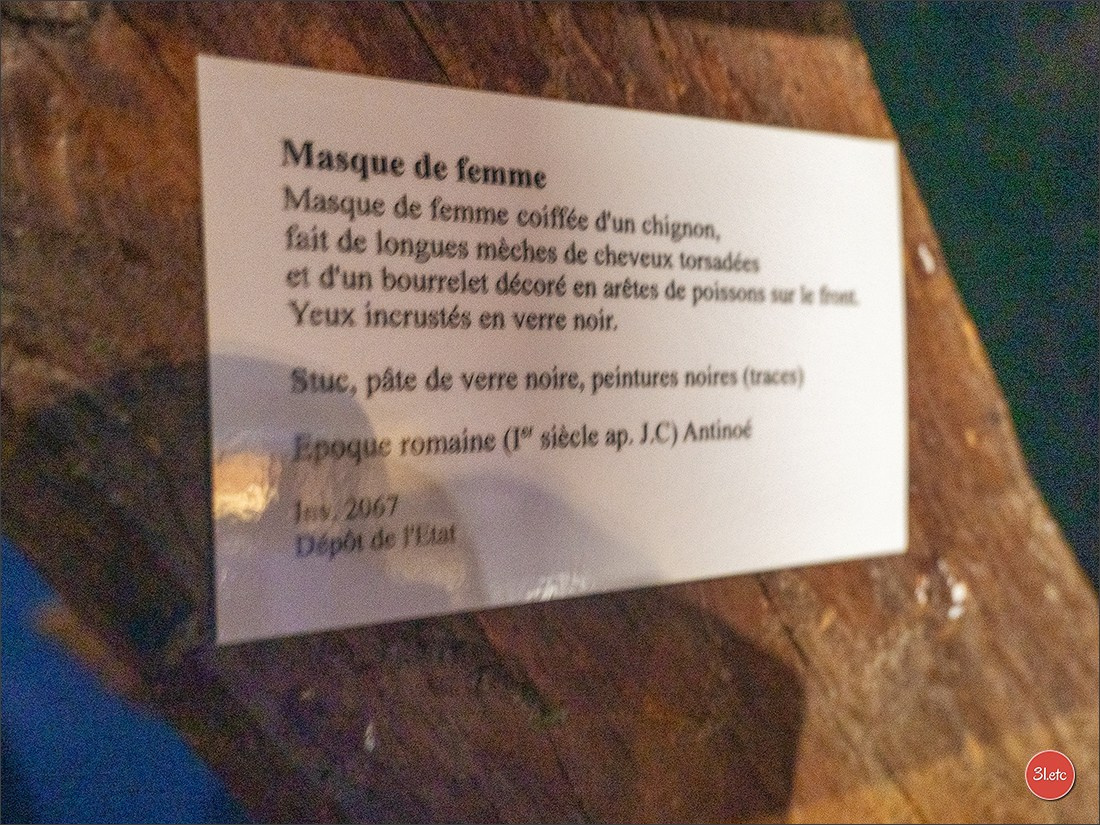 Masque de femme
Masque de femme coiffée d'un chignon,
fait de longues mèches de cheveux torsadées
et d'un bourrelet décoré en arêtes de poissons sur le front.
Yeux incrustés en verre noir.
Stuc, pâte de verre noire, peintures noires (traces)
Epoque romaine (Ier siècle ap. J.C) Antinoé
Inv. 2067
Dépôt de l'Etat
3l.etc